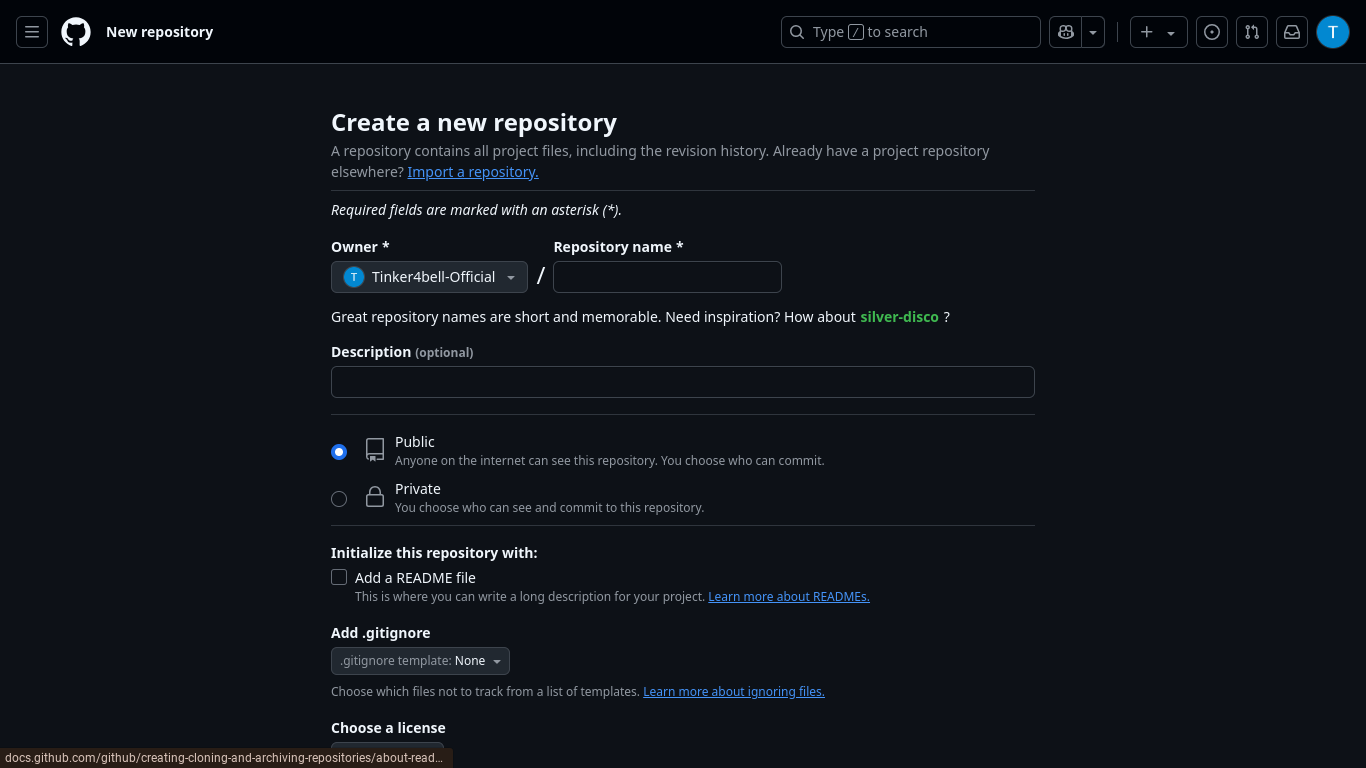 New repository
Type / to search
T
Create a new repository
A repository contains all project files, including the revision history. Already have a project repository
elsewhere? Import a repository.
Required fields are marked with an asterisk (*).
Owner *
Repository name *
T Tinker4bell-Official
/
Great repository names are short and memorable. Need inspiration? How about silver-disco ?
Description (optional)
Public
Anyone on the internet can see this repository. You choose who can commit.
Private
You choose who can see and commit to this repository.
Initialize this repository with:
Add a README file
This is where you can write a long description for your project. Learn more about READMEs.
Add .gitignore
.gitignore template: None
Choose which files not to track from a list of templates. Learn more about ignoring files.
Choose a license
docs.github.com/github/creating-cloning-and-archiving-repositories/about-read…